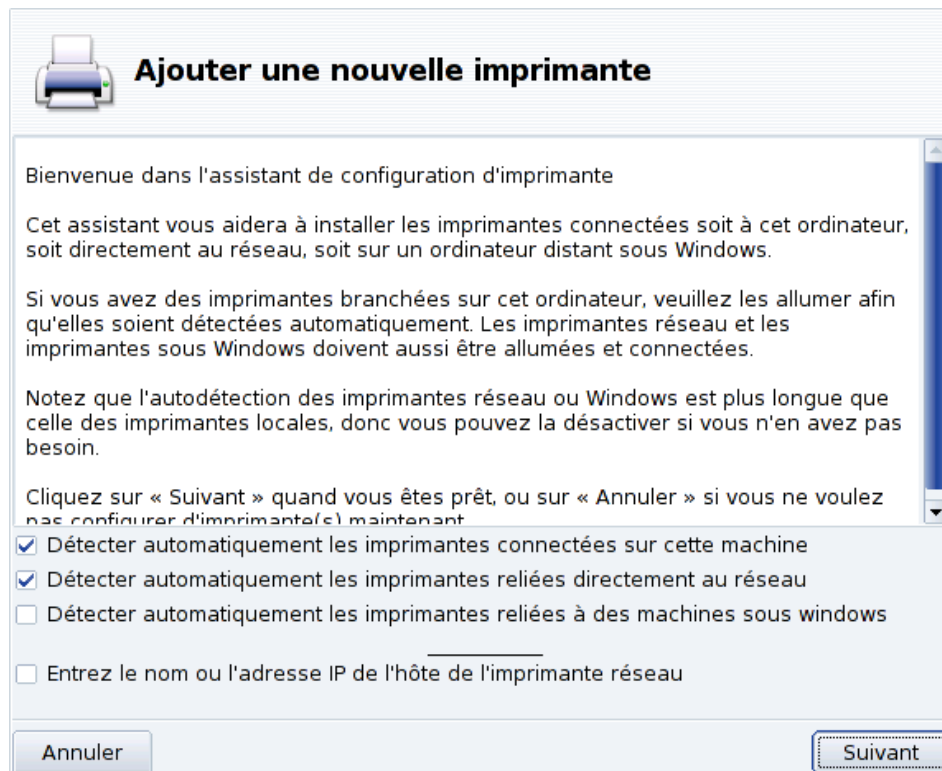 Ajouter une nouvelle imprimante
Bienvenue dans l'assistant de configuration d'imprimante
Cet assistant vous aidera à installer les imprimantes connectées soit à cet ordinateur,
soit directement au réseau, soit sur un ordinateur distant sous Windows.
Si vous avez des imprimantes branchées sur cet ordinateur, veuillez les allumer afin
qu'elles soient détectées automatiquement. Les imprimantes réseau et les
imprimantes sous Windows doivent aussi être allumées et connectées.
Notez que l'autodétection des imprimantes réseau ou Windows est plus longue que
celle des imprimantes locales, donc vous pouvez la désactiver si vous n'en avez pas
besoin.
Cliquez sur « Suivant » quand vous êtes prêt, ou sur « Annuler » si vous ne voulez
pas configurer d'imprimante(s) maintenant
Détecter automatiquement les imprimantes connectées sur cette machine
Détecter automatiquement les imprimantes reliées directement au réseau
Détecter automatiquement les imprimantes reliées à des machines sous windows
Entrez le nom ou l'adresse IP de l'hôte de l'imprimante réseau
Annuler
Suivant